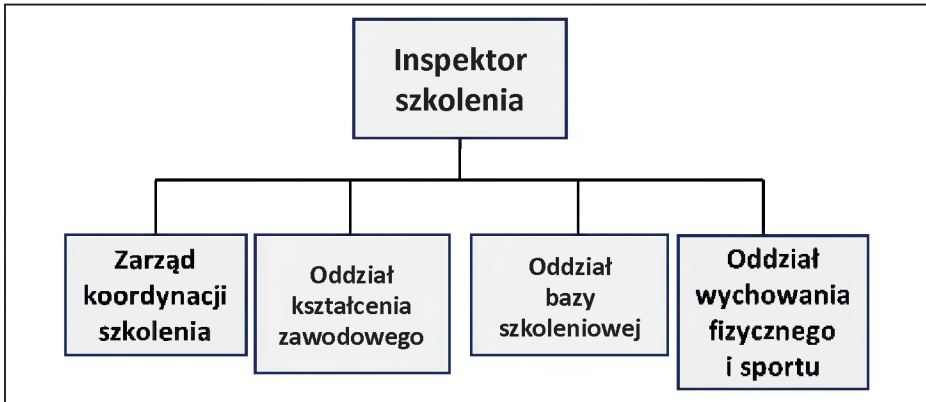 Inspektor
szkolenia
Zarząd
koordynacji
szkolenia
Oddział
kształcenia
zawodowego
Oddział
bazy
szkoleniowej
Oddział
wychowania
fizycznego
i sportu